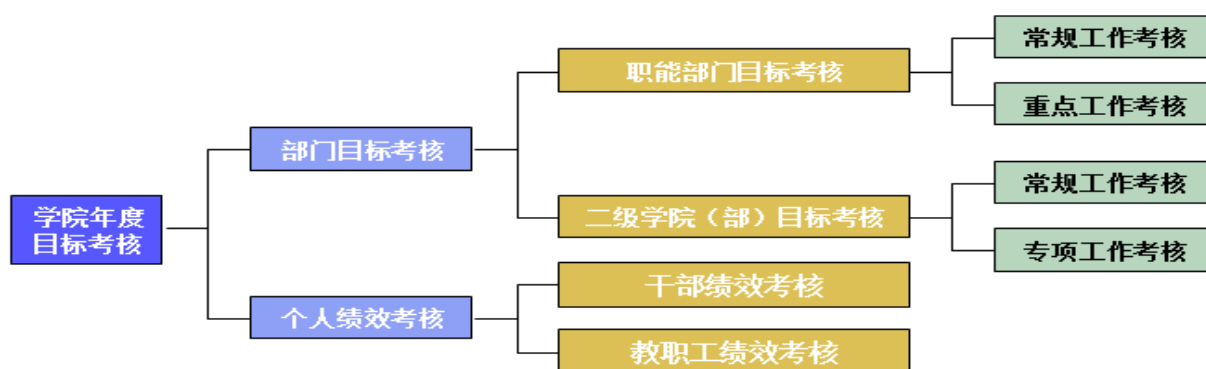 学院年度
目标考核
部门目标考核
职能部门目标考核
常规工作考核
重点工作考核
二级学院（部）目标考核
常规工作考核
专项工作考核
个人绩效考核
干部绩效考核
教职工绩效考核